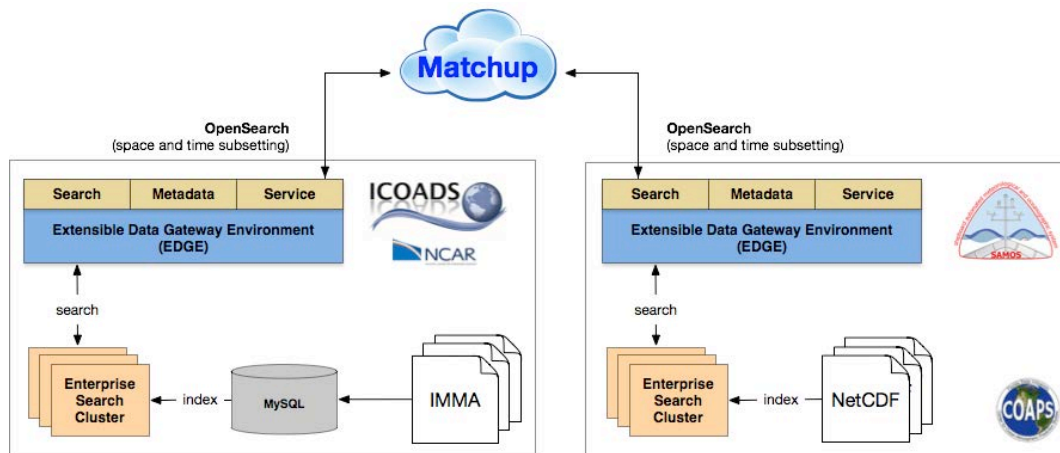 Matchup
OpenSearch
(space and time subsetting)
OpenSearch
(space and time subsetting)
Search Metadata Service
Extensible Data Gateway Environment
(EDGE)
ICOADS
NCAR
search
Enterprise
Search
Cluster
index
MySQL
IMMA
Search Metadata Service
Extensible Data Gateway Environment
(EDGE)
SAMOS
search
Enterprise
Search
Cluster
index
NetCDF
COAPS